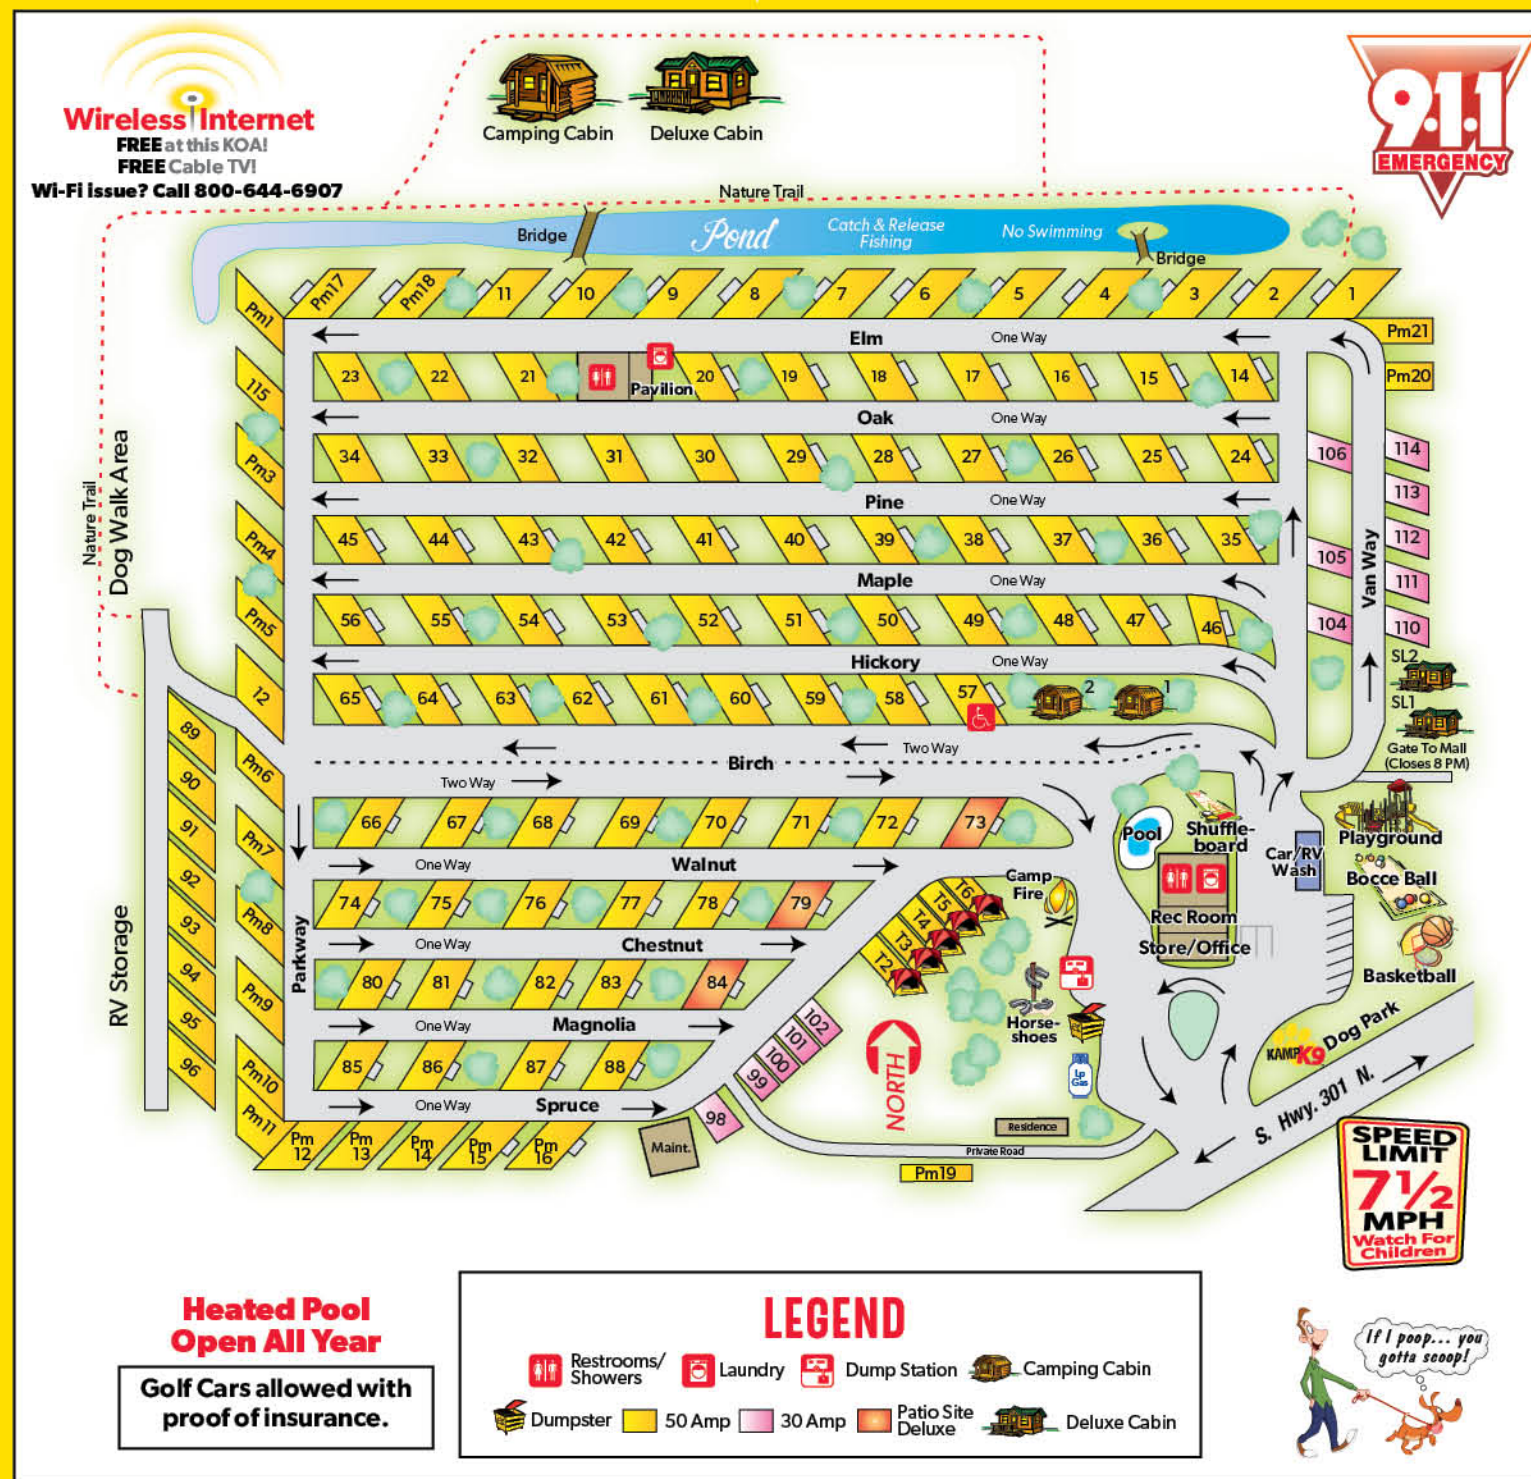 Wireless Internet
FREE at this KOA!
FREE Cable TV!
Wi-Fi issue? Call 800-644-6907
Camping Cabin
Deluxe Cabin
9·1·1
EMERGENCY
Nature Trail
Bridge
Pond
Catch & Release
Fishing
No Swimming
Bridge
Pm1 Pm17 Pm18 11 10 9 8 7 6 5 4 3 2 1
Elm One Way
Pm21
Pm20
115
23 22 21 Pavilion 20 19 18 17 16 15 14
Oak One Way
Pm3
34 33 32 31 30 29 28 27 26 25 24
106 114
113
Pine One Way
Pm4
45 44 43 42 41 40 39 38 37 36 35
105 112
111
Maple One Way
Van Way
Nature Trail
Dog Walk Area
Pm5
56 55 54 53 52 51 50 49 48 47 46
104 110
Hickory One Way
SL2
SL1
12
65 64 63 62 61 60 59 58 57 2 1
Gate To Mall
(Closes 8 PM)
Two Way
Birch
Two Way
89
90
91
92
93
94
95
96
RV Storage
Pm6
Pm7
Pm8
Pm9
Pm10
Pm11
Parkway
66 67 68 69 70 71 72 73
One Way Walnut
74 75 76 77 78 79
One Way Chestnut
80 81 82 83 84
One Way Magnolia
85 86 87 88
One Way Spruce
Pm
12
Pm
13
Pm
14
Pm
15
Pm
16
Maint.
98
99
100
101
102
T6
T5
T4
T3
T2
Camp
Fire
Pool
Shuffle-
board
Car/RV
Wash
Playground
Bocce Ball
Rec Room
Store/Office
Basketball
Horse-
shoes
NORTH
Lp
Gas
KAMPK9 Dog Park
S. Hwy. 301 N.
Residence
Private Road
Pm19
SPEED
LIMIT
7 1/2
MPH
Watch For
Children
Heated Pool
Open All Year
Golf Cars allowed with
proof of insurance.
LEGEND
Restrooms/
Showers
Laundry
Dump Station
Camping Cabin
Dumpster
50 Amp
30 Amp
Patio Site
Deluxe
Deluxe Cabin
If I poop... you
gotta scoop!